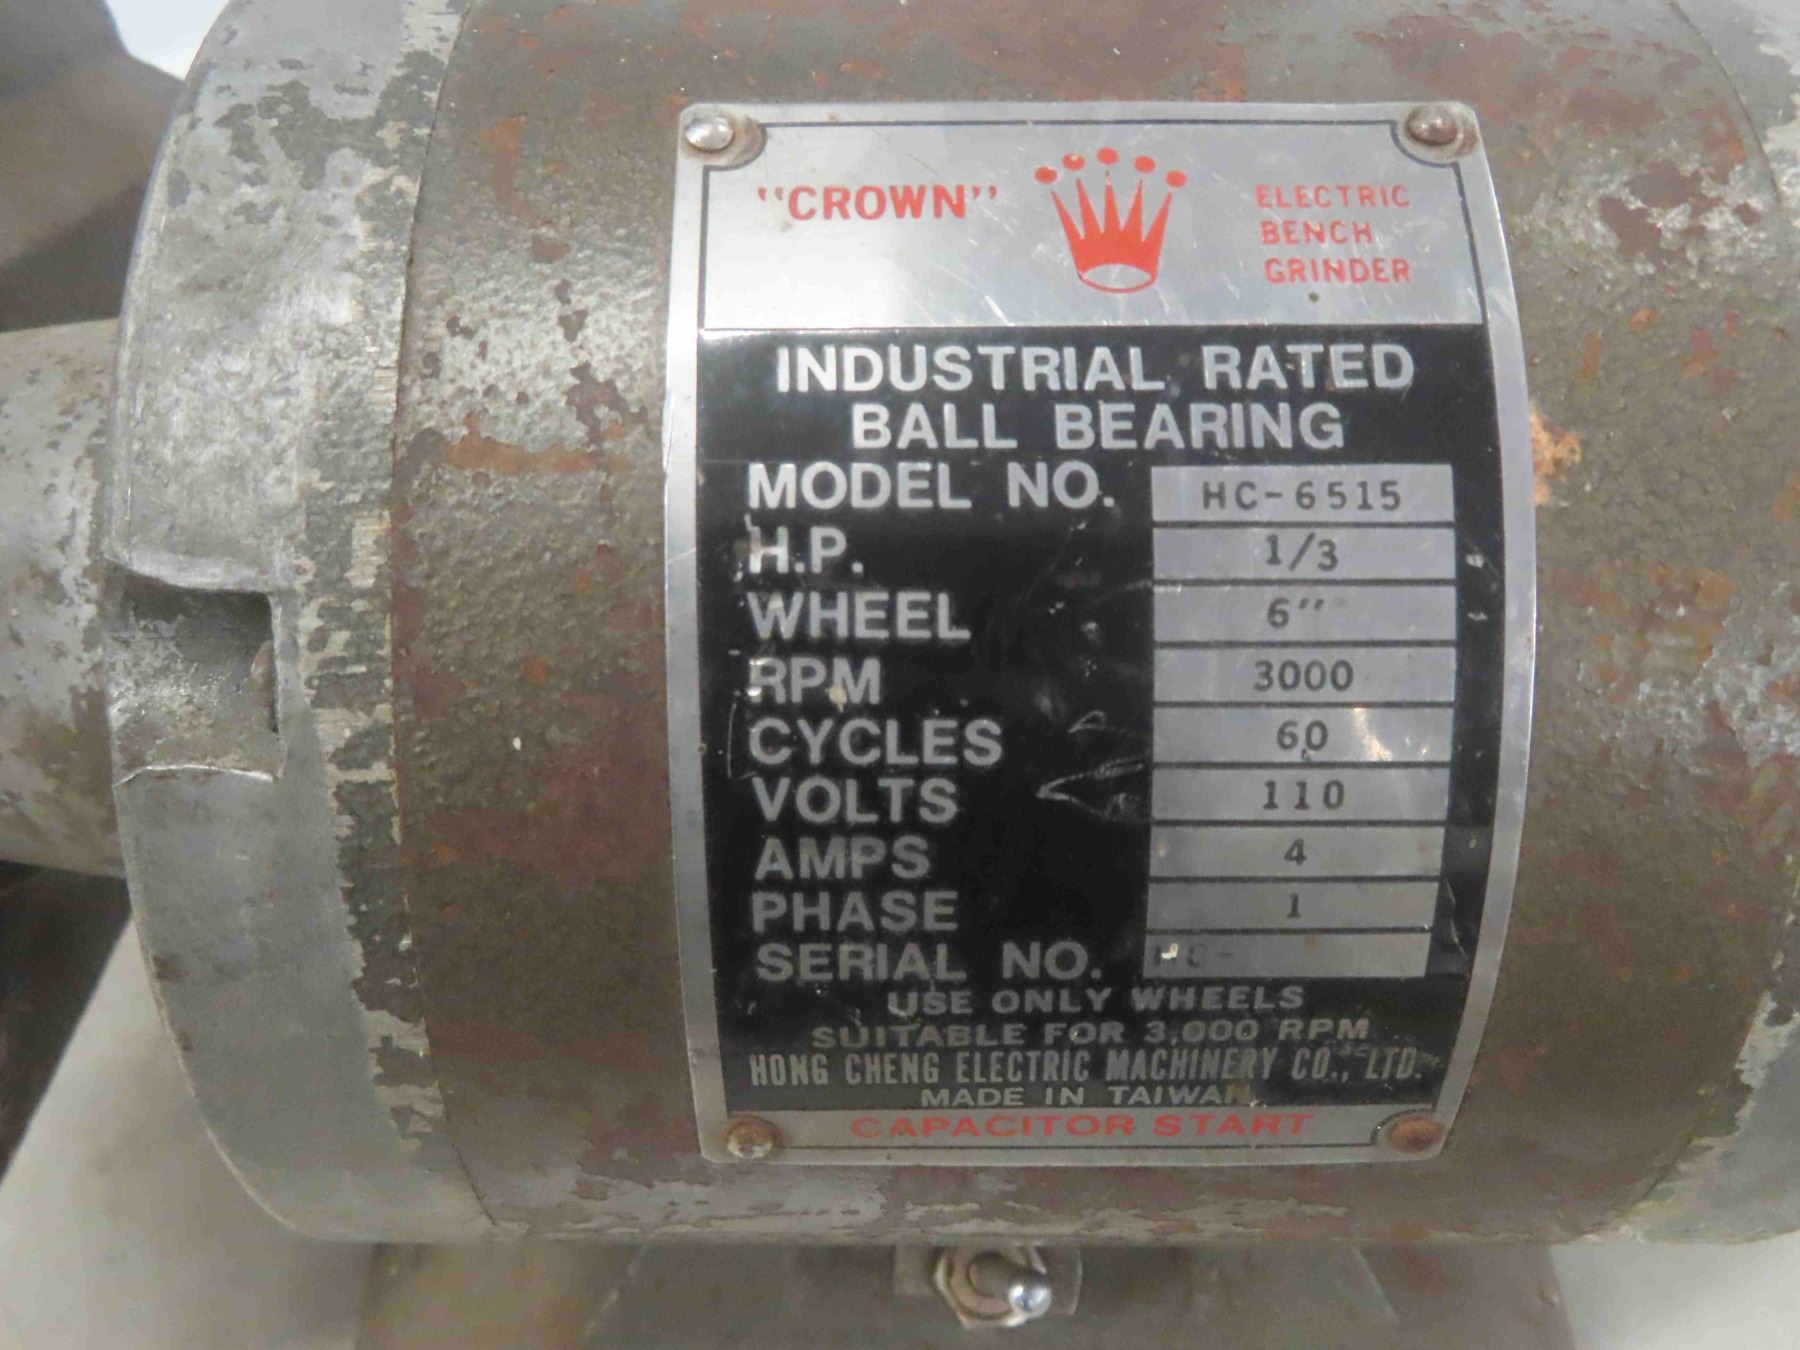 "CROWN"
ELECTRIC
BENCH
GRINDER
INDUSTRIAL RATED
BALL BEARING
MODEL NO. HC-6515
H.P. 1/3
WHEEL 6"
RPM 3000
CYCLES 60
VOLTS 110
AMPS 4
PHASE 1
SERIAL NO.
USE ONLY WHEELS
SUITABLE FOR 3,000 RPM
HONG CHENG ELECTRIC MACHINERY CO., LTD.
MADE IN TAIWAN
CAPACITOR START